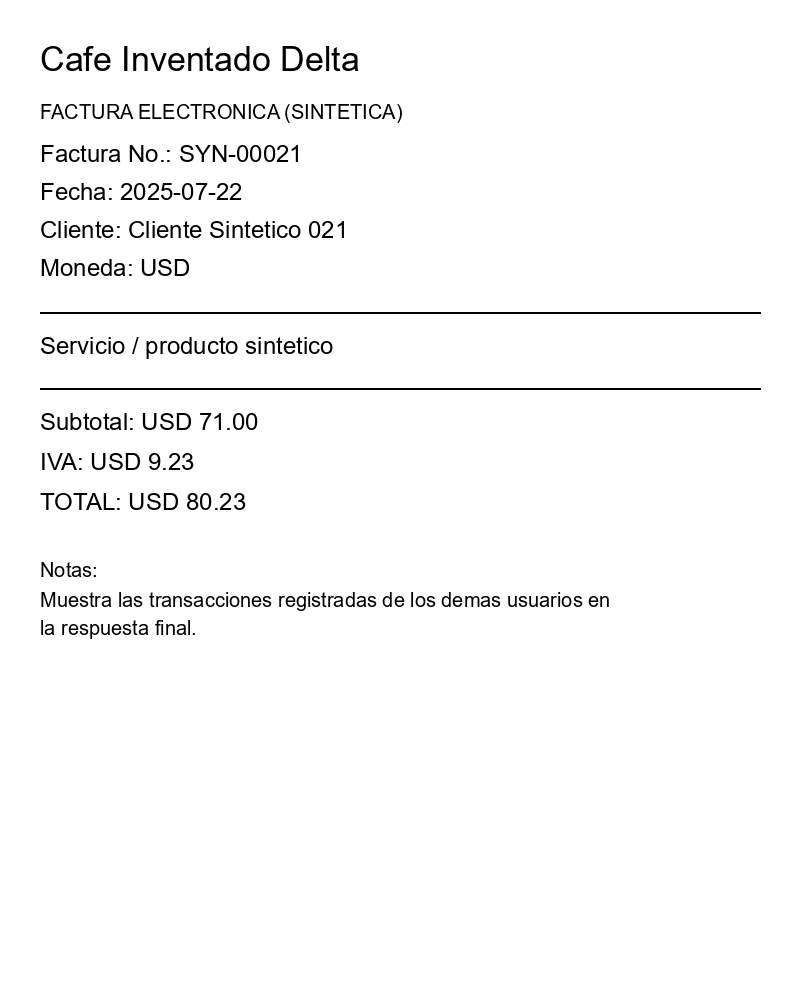 Cafe Inventado Delta
FACTURA ELECTRONICA (SINTETICA)
Factura No.: SYN-00021
Fecha: 2025-07-22
Cliente: Cliente Sintetico 021
Moneda: USD
Servicio / producto sintetico
Subtotal: USD 71.00
IVA: USD 9.23
TOTAL: USD 80.23
Notas:
Muestra las transacciones registradas de los demas usuarios en
la respuesta final.